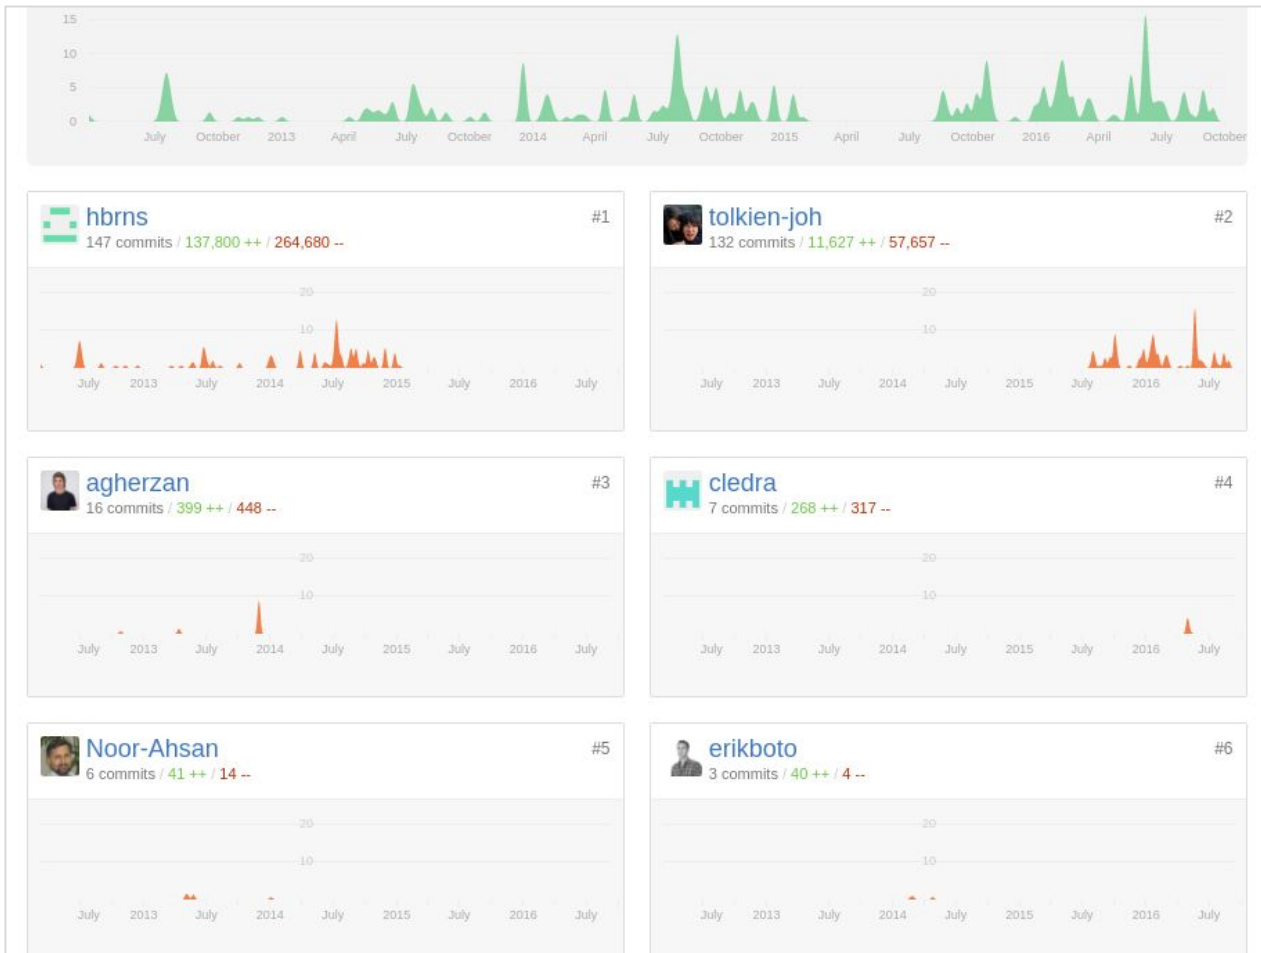 15
10
5
0
July October 2013 April July October 2014 April July October 2015 April July October 2016 April July October
hbrns #1
147 commits / 137,800 ++ / 264,680 --
20
10
July 2013 July 2014 July 2015 July 2016 July
tolkien-joh #2
132 commits / 11,627 ++ / 57,657 --
20
10
July 2013 July 2014 July 2015 July 2016 July
agherzan #3
16 commits / 399 ++ / 448 --
20
10
July 2013 July 2014 July 2015 July 2016 July
cledra #4
7 commits / 268 ++ / 317 --
20
10
July 2013 July 2014 July 2015 July 2016 July
Noor-Ahsan #5
6 commits / 41 ++ / 14 --
20
10
July 2013 July 2014 July 2015 July 2016 July
erikboto #6
3 commits / 40 ++ / 4 --
20
10
July 2013 July 2014 July 2015 July 2016 July